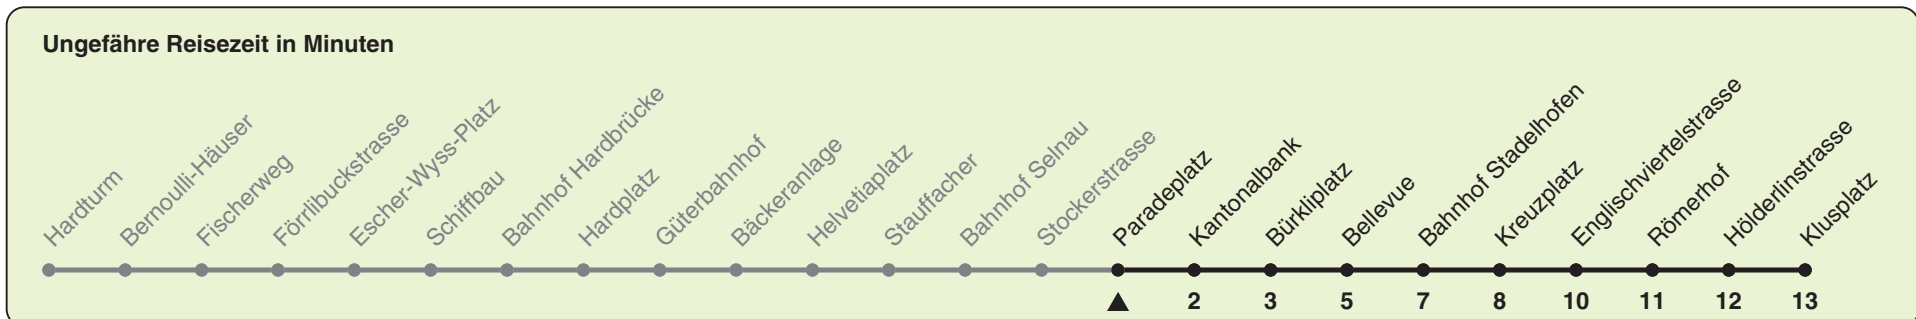 Ungefähre Reisezeit in Minuten
Hardturm
Bernoulli-Häuser
Fischerweg
Förrlibuckstrasse
Escher-Wyss-Platz
Schiffbau
Bahnhof Hardbrücke
Hardplatz
Güterbahnhof
Bäckeranlage
Helvetiaplatz
Stauffacher
Bahnhof Selnau
Stockerstrasse
Paradeplatz
Kantonalbank
Bürkliplatz
Bellevue
Bahnhof Stadelhofen
Kreuzplatz
Englischviertelstrasse
Römerhof
Hölderlinstrasse
Klusplatz
2 3 5 7 8 10 11 12 13